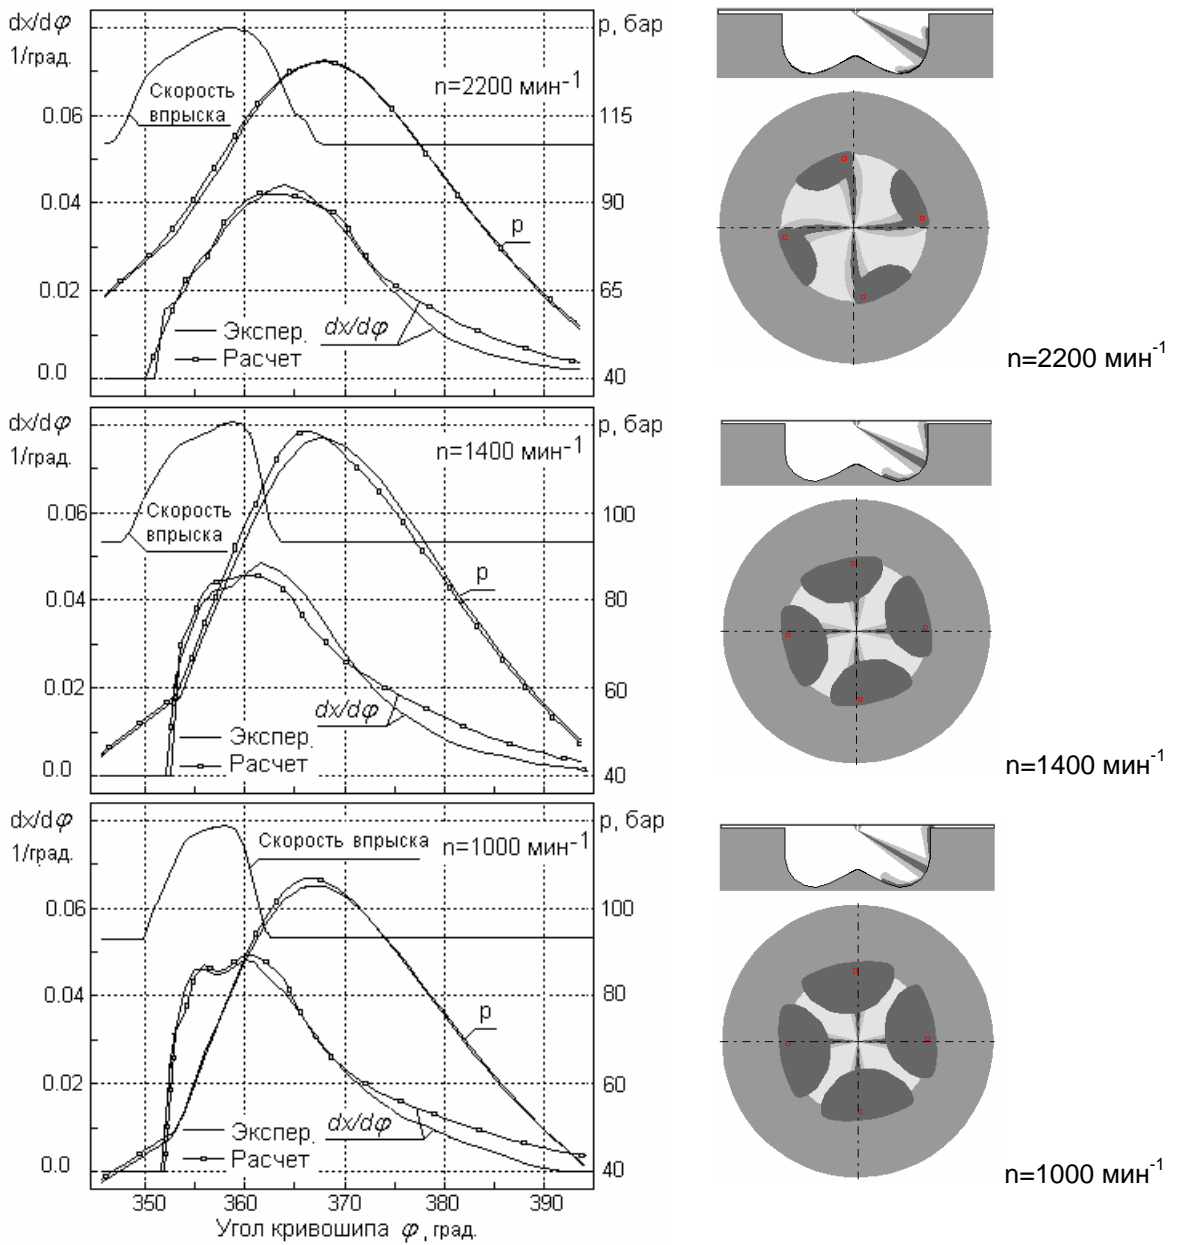 dx/dφ
1/град.
p, бар
n=2200 мин-1
Скорость
впрыска
0.06
115
0.04
90
p
0.02
65
Экспер.
dx/dφ
Расчет
0.0
40
n=2200 мин-1
dx/dφ
1/град.
p, бар
n=1400 мин-1
Скорость
впрыска
0.06
100
0.04
80
p
0.02
60
dx/dφ
Экспер.
Расчет
0.0
40
n=1400 мин-1
dx/dφ
1/град.
p, бар
Скорость впрыска
n=1000 мин-1
0.06
100
0.04
80
p
0.02
60
Экспер.
dx/dφ
Расчет
0.0
40
n=1000 мин-1
350 360 370 380 390
Угол кривошипа φ, град.